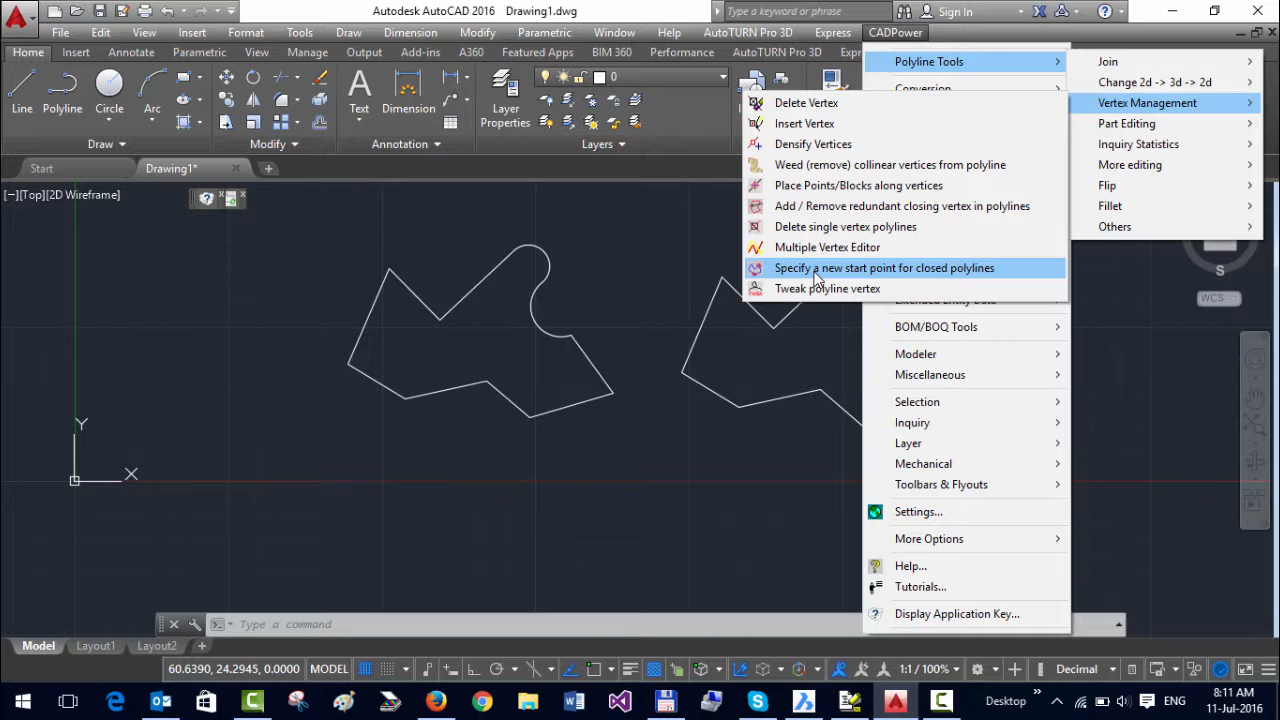 Autodesk AutoCAD 2016 Drawing1.dwg
Type a keyword or phrase
Sign In
File Edit View Insert Format Tools Draw Dimension Modify Parametric Window Help AutoTURN Pro 3D Express CADPower
Home Insert Annotate Parametric View Manage Output Add-ins A360 Featured Apps BIM 360 Performance AutoTURN Pro 3D
Line
Polyline
Circle
Arc
Text
Dimension
Layer
Properties
0
Draw
Modify
Annotation
Layers
Start
Drawing1*
[−][Top][2D Wireframe]
Polyline Tools
Conversion
BOM/BOQ Tools
Modeler
Miscellaneous
Selection
Inquiry
Layer
Mechanical
Toolbars & Flyouts
Settings...
More Options
Help...
Tutorials...
Display Application Key...
Join
Change 2d -> 3d -> 2d
Vertex Management
Part Editing
Inquiry Statistics
More editing
Flip
Fillet
Others
Delete Vertex
Insert Vertex
Densify Vertices
Weed (remove) collinear vertices from polyline
Place Points/Blocks along vertices
Add / Remove redundant closing vertex in polylines
Delete single vertex polylines
Multiple Vertex Editor
Specify a new start point for closed polylines
Tweak polyline vertex
S
WCS
Y
X
Type a command
Model Layout1 Layout2
60.6390, 24.2945, 0.0000 MODEL
1:1 / 100%
Decimal
Desktop
ENG
8:11 AM
11-Jul-2016